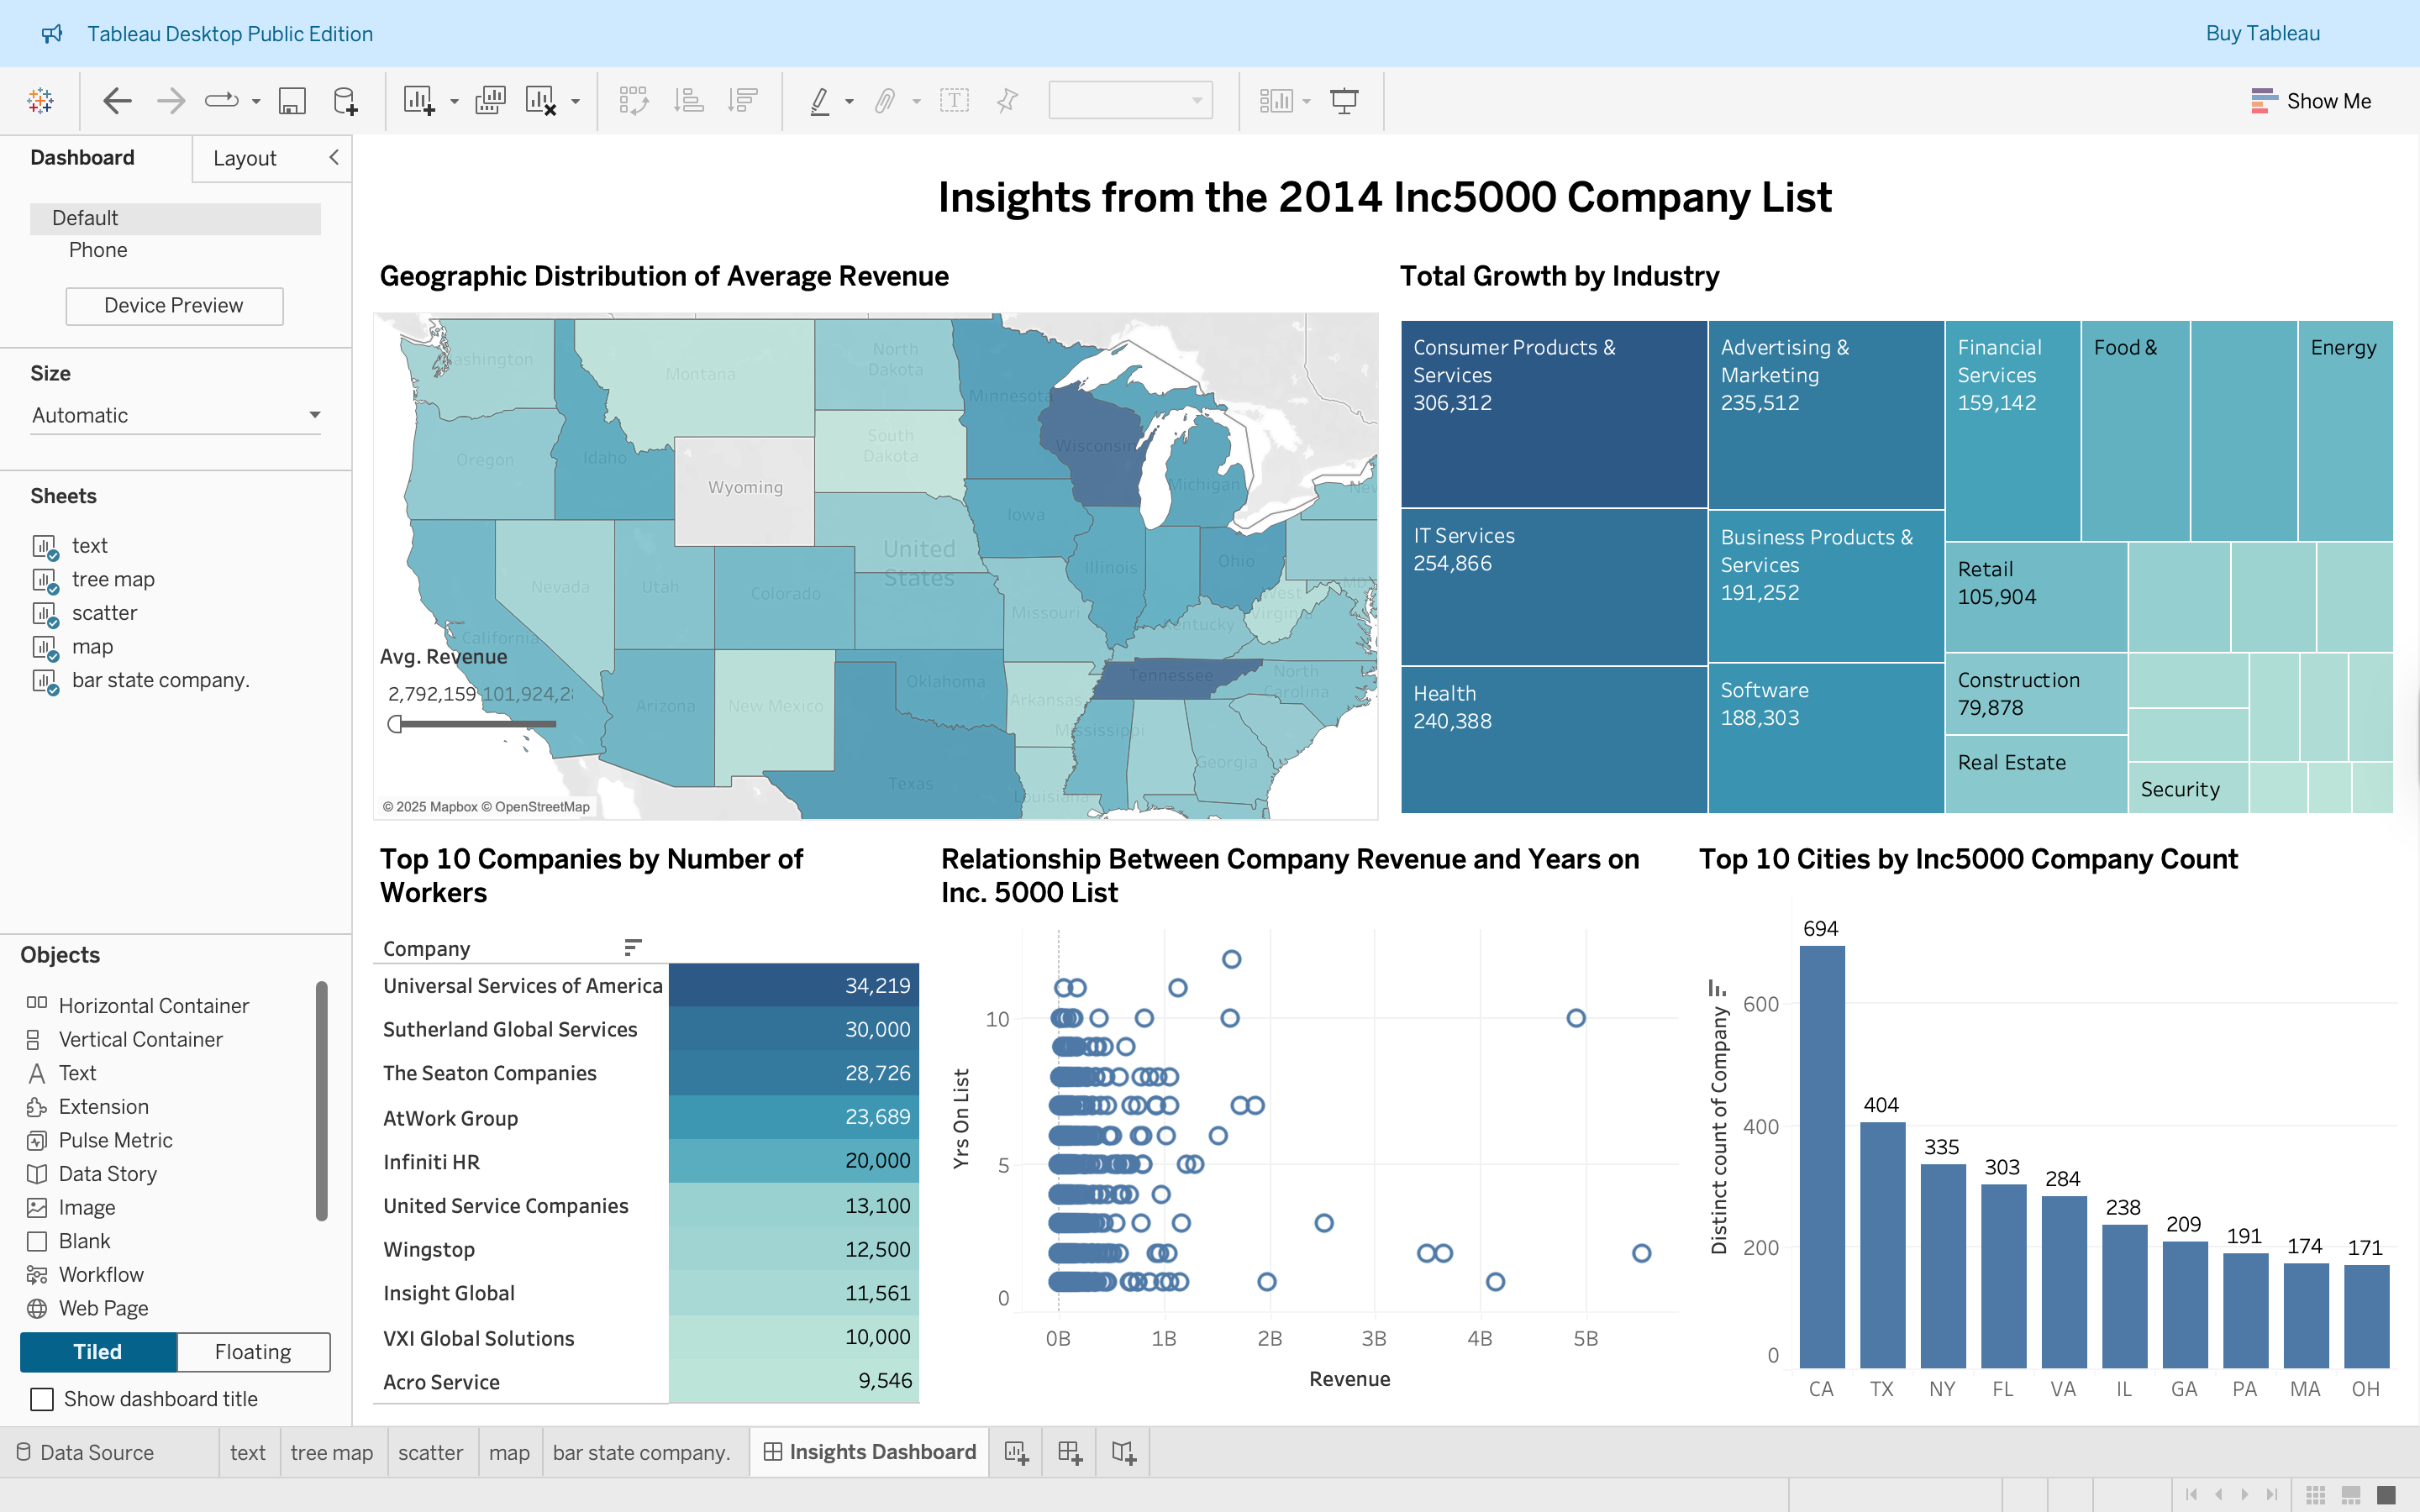 Tableau Desktop Public Edition
Buy Tableau
Show Me
Dashboard
Layout
Default
Phone
Device Preview
Size
Automatic
Sheets
text
tree map
scatter
map
bar state company.
Objects
Horizontal Container
Vertical Container
Text
Extension
Pulse Metric
Data Story
Image
Blank
Workflow
Web Page
Tiled
Floating
Show dashboard title
Insights from the 2014 Inc5000 Company List
Geographic Distribution of Average Revenue
ashington
Montana
North
Dakota
Minnesota
Oregon
Idaho
South
Dakota
Wisconsin
Wyoming
Michigan
New
Iowa
United
States
Nevada
Utah
Colorado
Illinois
Ohio
MD
West
Virginia
California
Missouri
Kentucky
Avg. Revenue
2,792,159
101,924,2
Arizona
New Mexico
Oklahoma
Arkansas
Tennessee
North
Carolina
Mississippi
Georgia
Texas
Louisiana
© 2025 Mapbox © OpenStreetMap
Total Growth by Industry
Consumer Products &
Services
306,312
Advertising &
Marketing
235,512
Financial
Services
159,142
Food &
Energy
IT Services
254,866
Business Products &
Services
191,252
Retail
105,904
Health
240,388
Software
188,303
Construction
79,878
Real Estate
Security
Top 10 Companies by Number of
Workers
Company
Universal Services of America 34,219
Sutherland Global Services 30,000
The Seaton Companies 28,726
AtWork Group 23,689
Infiniti HR 20,000
United Service Companies 13,100
Wingstop 12,500
Insight Global 11,561
VXI Global Solutions 10,000
Acro Service 9,546
Relationship Between Company Revenue and Years on
Inc. 5000 List
Yrs On List
10
5
0
0B 1B 2B 3B 4B 5B
Revenue
Top 10 Cities by Inc5000 Company Count
Distinct count of Company
600
400
200
0
694
404
335
303
284
238
209
191
174
171
CA TX NY FL VA IL GA PA MA OH
Data Source
text
tree map
scatter
map
bar state company.
Insights Dashboard